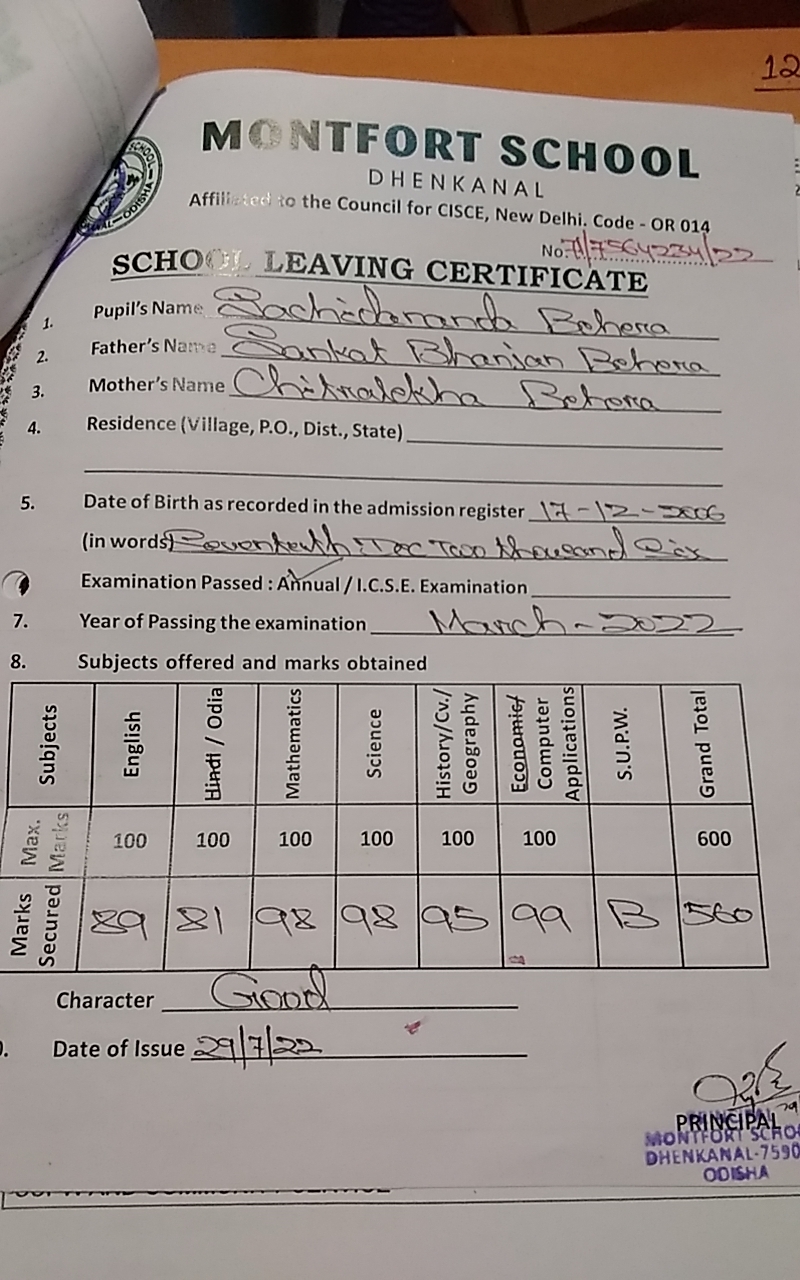 12
MONTFORT SCHOOL
DHENKANAL
Affiliated to the Council for CISCE, New Delhi. Code - OR 014
No. 71/7564234/22
SCHOOL LEAVING CERTIFICATE
1. Pupil's Name Sachidananda Behera
2. Father's Name Sankat Bhanjan Behera
3. Mother's Name Chitralekha Behera
4. Residence (Village, P.O., Dist., State)
5. Date of Birth as recorded in the admission register 17-12-2006
(in words) Seventeenth: Dec Two thousand Six
Examination Passed : Annual / I.C.S.E. Examination
7. Year of Passing the examination March-2022
8. Subjects offered and marks obtained
Subjects English Hindi / Odia Mathematics Science History/Cv./ Geography Economics/ Computer Applications S.U.P.W. Grand Total
Max. Marks 100 100 100 100 100 100 600
Marks Secured 89 81 98 98 95 99 B 560
Character Good
Date of Issue 29/7/22
PRINCIPAL
MONTFORT SCHO
DHENKANAL-7590
ODISHA